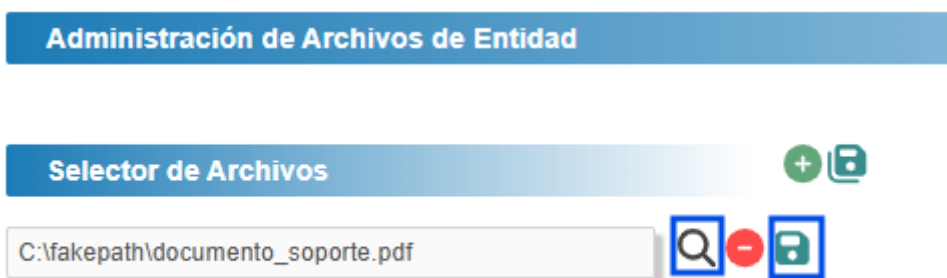 Administración de Archivos de Entidad
Selector de Archivos
C:\fakepath\documento_soporte.pdf